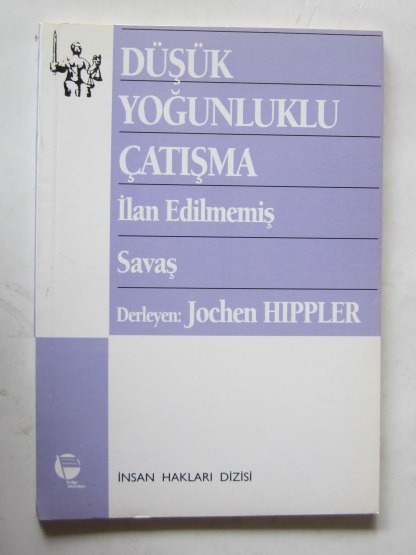 DÜŞÜK
YOĞUNLUKLU
ÇATIŞMA
İlan Edilmemiş
Savaş
Derleyen: Jochen HIPPLER
İNSAN HAKLARI DİZİSİ